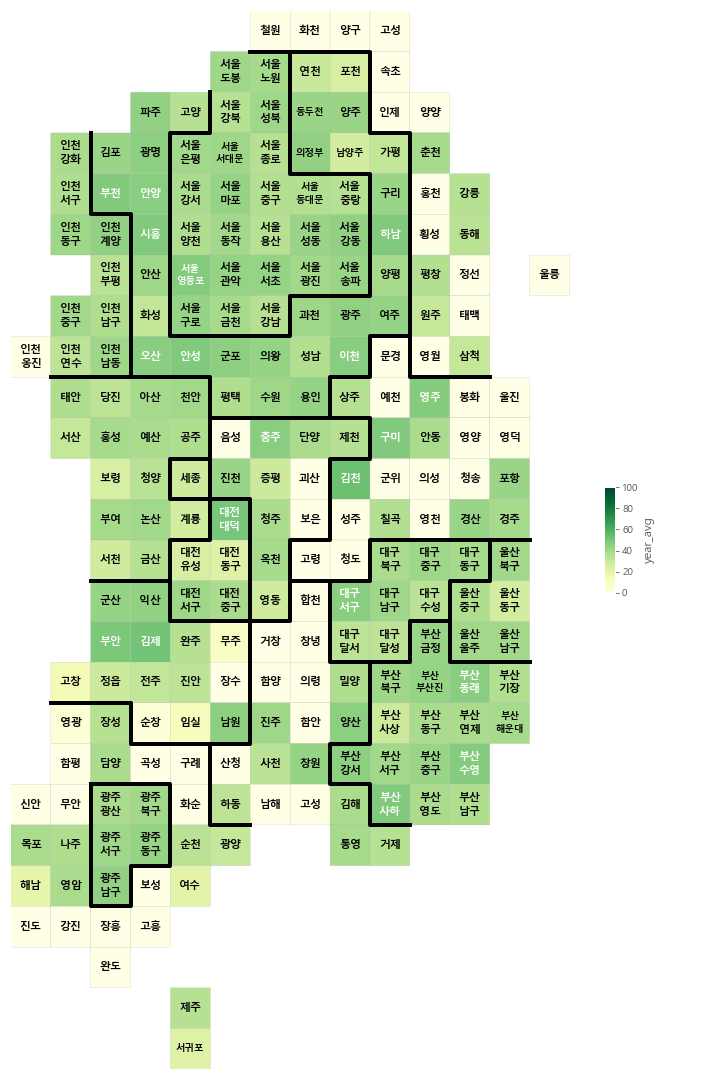 철원 화천 양구 고성
서울 도봉 서울 노원 연천 포천 속초
파주 고양 서울 강북 서울 성북 동두천 양주 인제 양양
인천 강화 김포 광명 서울 은평 서울 서대문 서울 종로 의정부 남양주 가평 춘천
인천 서구 부천 안양 서울 강서 서울 마포 서울 중구 서울 동대문 서울 중랑 구리 홍천 강릉
인천 동구 인천 계양 시흥 서울 양천 서울 동작 서울 용산 서울 성동 서울 강동 하남 횡성 동해
인천 부평 안산 서울 영등포 서울 관악 서울 서초 서울 광진 서울 송파 양평 평창 정선 울릉
인천 중구 인천 남구 화성 서울 구로 서울 금천 서울 강남 과천 광주 여주 원주 태백
인천 옹진 인천 연수 인천 남동 오산 안성 군포 의왕 성남 이천 문경 영월 삼척
태안 당진 아산 천안 평택 수원 용인 상주 예천 영주 봉화 울진
서산 홍성 예산 공주 음성 충주 단양 제천 구미 안동 영양 영덕
보령 청양 세종 진천 증평 괴산 김천 군위 의성 청송 포항
부여 논산 계룡 대전 대덕 청주 보은 성주 칠곡 영천 경산 경주
서천 금산 대전 유성 대전 동구 옥천 고령 청도 대구 북구 대구 중구 대구 동구 울산 북구
군산 익산 대전 서구 대전 중구 영동 합천 대구 서구 대구 남구 대구 수성 울산 중구 울산 동구
부안 김제 완주 무주 거창 창녕 대구 달서 대구 달성 부산 금정 울산 울주 울산 남구
고창 정읍 전주 진안 장수 함양 의령 밀양 부산 북구 부산 부산진 부산 동래 부산 기장
영광 장성 순창 임실 남원 진주 함안 양산 부산 사상 부산 동구 부산 연제 부산 해운대
함평 담양 곡성 구례 산청 사천 창원 부산 강서 부산 서구 부산 중구 부산 수영
신안 무안 광주 광산 광주 북구 화순 하동 남해 고성 김해 부산 사하 부산 영도 부산 남구
목포 나주 광주 서구 광주 동구 순천 광양 통영 거제
해남 영암 광주 남구 보성 여수
진도 강진 장흥 고흥
완도
제주
서귀포
100
80
60
40
20
0
year_avg